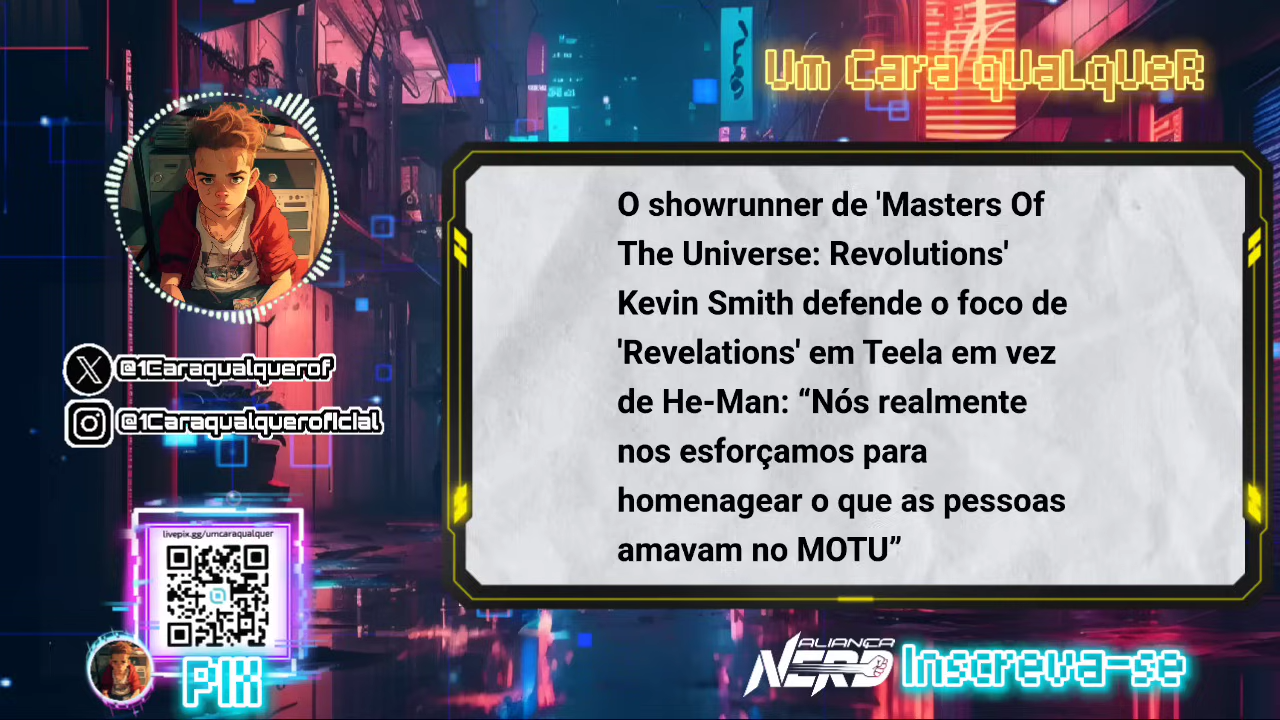 Um Cara qUaLqUeR
O showrunner de 'Masters Of
The Universe: Revolutions'
Kevin Smith defende o foco de
'Revelations' em Teela em vez
de He-Man: “Nós realmente
nos esforçamos para
homenagear o que as pessoas
amavam no MOTU”
@1Caraqualquerof
@1Caraqualqueroficial
livepix.gg/umcaraqualquer
PIX
ALIANÇA
NERD
Inscreva-se